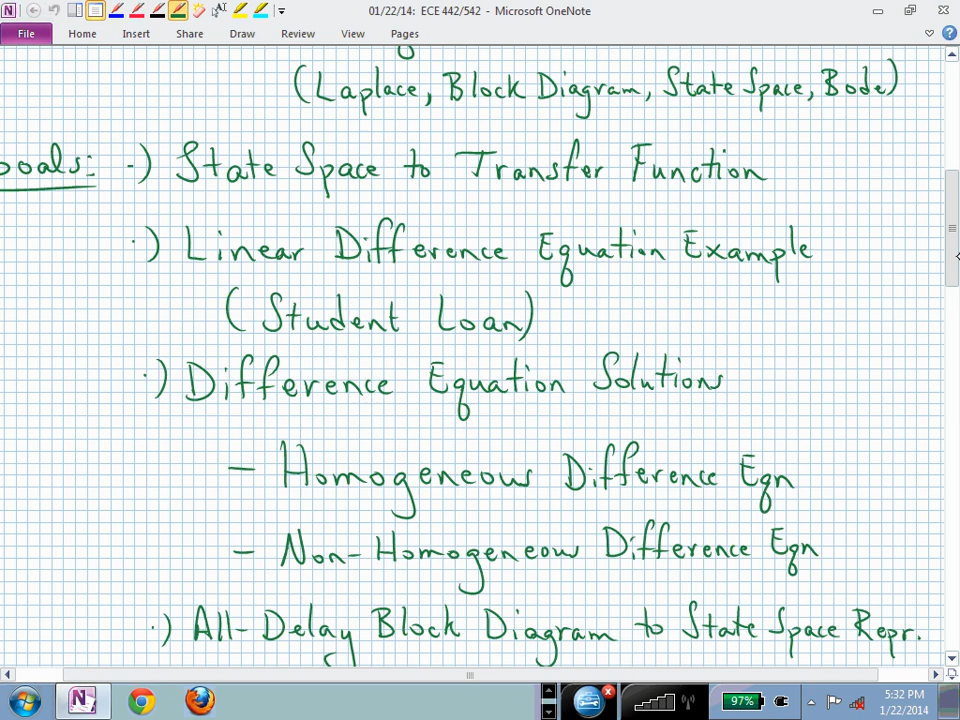 01/22/14: ECE 442/542 - Microsoft OneNote
File Home Insert Share Draw Review View Pages
(Laplace, Block Diagram, State Space, Bode)
oals: ·) State Space to Transfer Function
·) Linear Difference Equation Example
(Student Loan)
·) Difference Equation Solutions
- Homogeneous Difference Eqn
- Non-Homogeneous Difference Eqn
·) All-Delay Block Diagram to State Space Repr.
97%
5:32 PM
1/22/2014